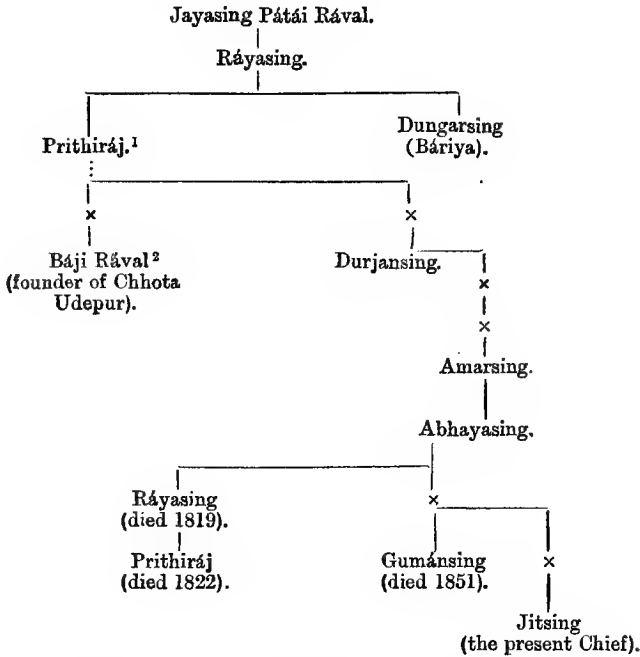 Jayasing Pátái Rával.
Ráyasing.
Prithiráj.¹
Dungarsing
(Báriya).
×
×
Báji Rával²
(founder of Chhota
Udepur).
Durjansing.
×
×
Amarsing.
Abhayasing.
Ráyasing
(died 1819).
×
Prithiráj
(died 1822).
Gumánsing
(died 1851).
×
Jitsing
(the present Chief).